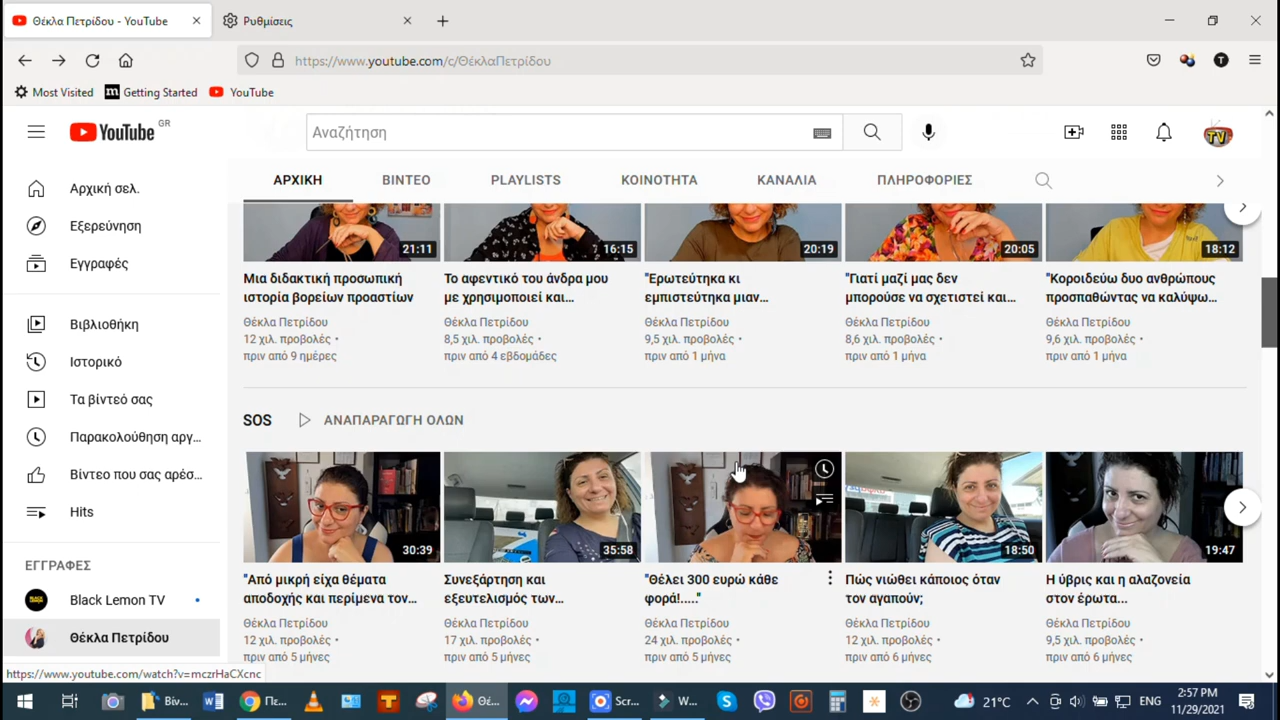 Θέκλα Πετρίδου - YouTube
Ρυθμίσεις
https://www.youtube.com/c/ΘέκλαΠετρίδου
Most Visited
Getting Started
YouTube
YouTube GR
Αναζήτηση
ΑΡΧΙΚΗ
ΒΙΝΤΕΟ
PLAYLISTS
ΚΟΙΝΟΤΗΤΑ
ΚΑΝΑΛΙΑ
ΠΛΗΡΟΦΟΡΙΕΣ
Αρχική σελ.
Εξερεύνηση
Εγγραφές
Βιβλιοθήκη
Ιστορικό
Τα βίντεό σας
Παρακολούθηση αργ...
Βίντεο που σας αρέσ...
Hits
ΕΓΓΡΑΦΕΣ
Black Lemon TV
Θέκλα Πετρίδου
21:11
Μια διδακτική προσωπική
ιστορία βορείων προαστίων
Θέκλα Πετρίδου
12 χιλ. προβολές •
πριν από 9 ημέρες
16:15
Το αφεντικό του άνδρα μου
με χρησιμοποιεί και...
Θέκλα Πετρίδου
8,5 χιλ. προβολές •
πριν από 4 εβδομάδες
20:19
"Ερωτεύτηκα κι
εμπιστεύτηκα μιαν...
Θέκλα Πετρίδου
9,5 χιλ. προβολές •
πριν από 1 μήνα
20:05
"Γιατί μαζί μας δεν
μπορούσε να σχετιστεί και...
Θέκλα Πετρίδου
8,6 χιλ. προβολές •
πριν από 1 μήνα
18:12
"Κοροιδεύω δυο ανθρώπους
προσπαθώντας να καλύψω...
Θέκλα Πετρίδου
9,6 χιλ. προβολές •
πριν από 1 μήνα
SOS
ΑΝΑΠΑΡΑΓΩΓΗ ΟΛΩΝ
30:39
"Από μικρή είχα θέματα
αποδοχής και περίμενα τον...
Θέκλα Πετρίδου
12 χιλ. προβολές •
πριν από 5 μήνες
35:58
Συνεξάρτηση και
εξευτελισμός των...
Θέκλα Πετρίδου
17 χιλ. προβολές •
πριν από 5 μήνες
"Θέλει 300 ευρώ κάθε
φορά!....."
Θέκλα Πετρίδου
24 χιλ. προβολές •
πριν από 5 μήνες
18:50
Πώς νιώθει κάποιος όταν
τον αγαπούν;
Θέκλα Πετρίδου
12 χιλ. προβολές •
πριν από 6 μήνες
19:47
Η ύβρις και η αλαζονεία
στον έρωτα...
Θέκλα Πετρίδου
9,5 χιλ. προβολές •
πριν από 6 μήνες
https://www.youtube.com/watch?v=mczrHaCXcnc
Βίν...
Πε...
Θέ...
Scr...
W...
21°C
ENG
2:57 PM
11/29/2021